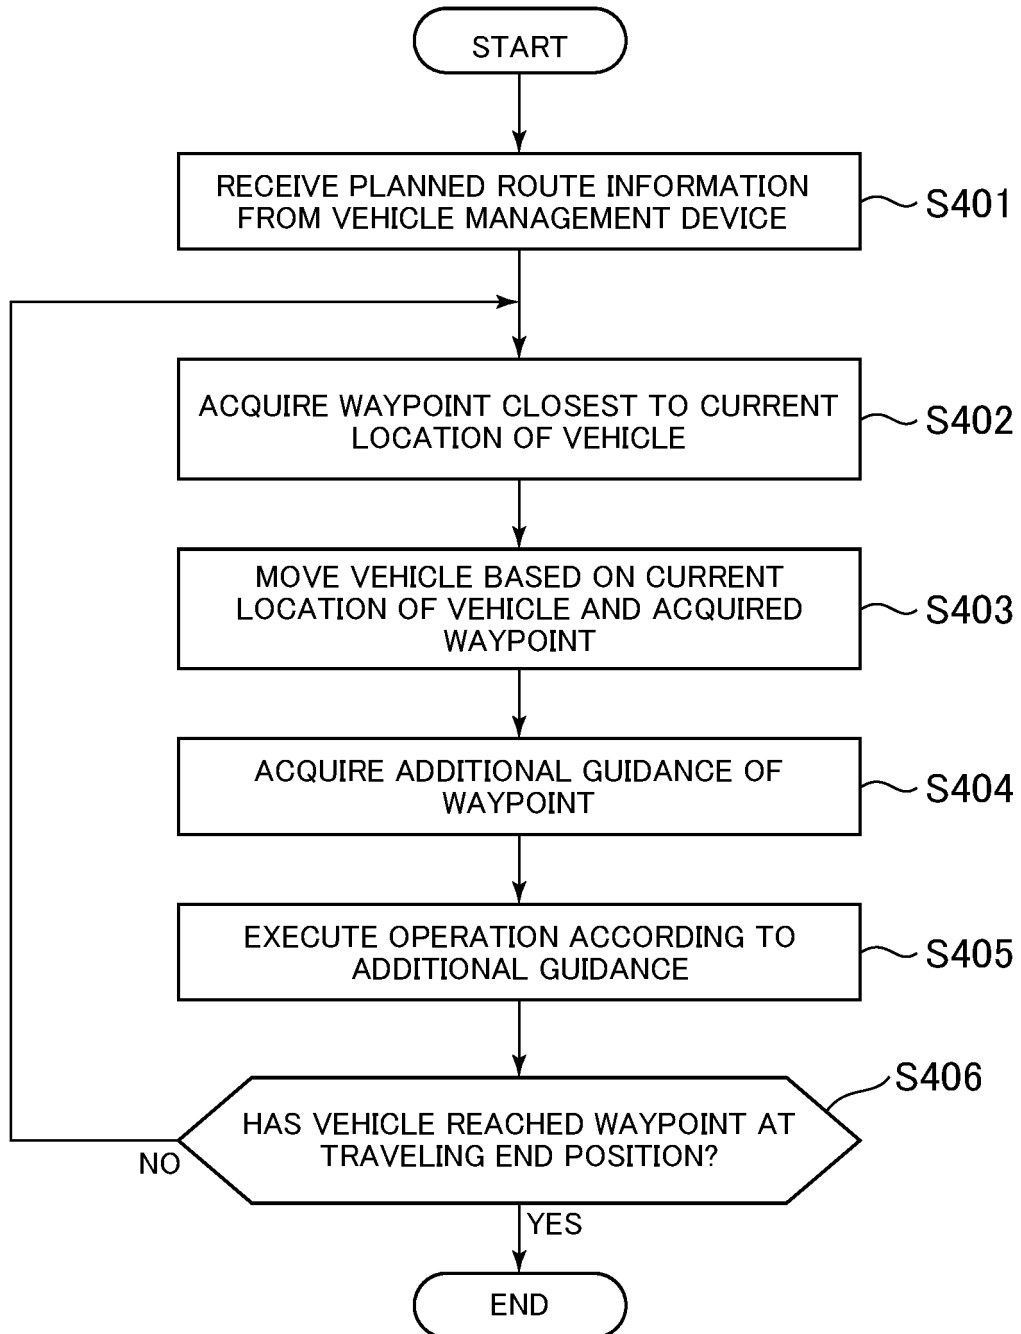 START
RECEIVE PLANNED ROUTE INFORMATION
FROM VEHICLE MANAGEMENT DEVICE
S401
ACQUIRE WAYPOINT CLOSEST TO CURRENT
LOCATION OF VEHICLE
S402
MOVE VEHICLE BASED ON CURRENT
LOCATION OF VEHICLE AND ACQUIRED
WAYPOINT
S403
ACQUIRE ADDITIONAL GUIDANCE OF
WAYPOINT
S404
EXECUTE OPERATION ACCORDING TO
ADDITIONAL GUIDANCE
S405
S406
HAS VEHICLE REACHED WAYPOINT AT
TRAVELING END POSITION?
NO
YES
END